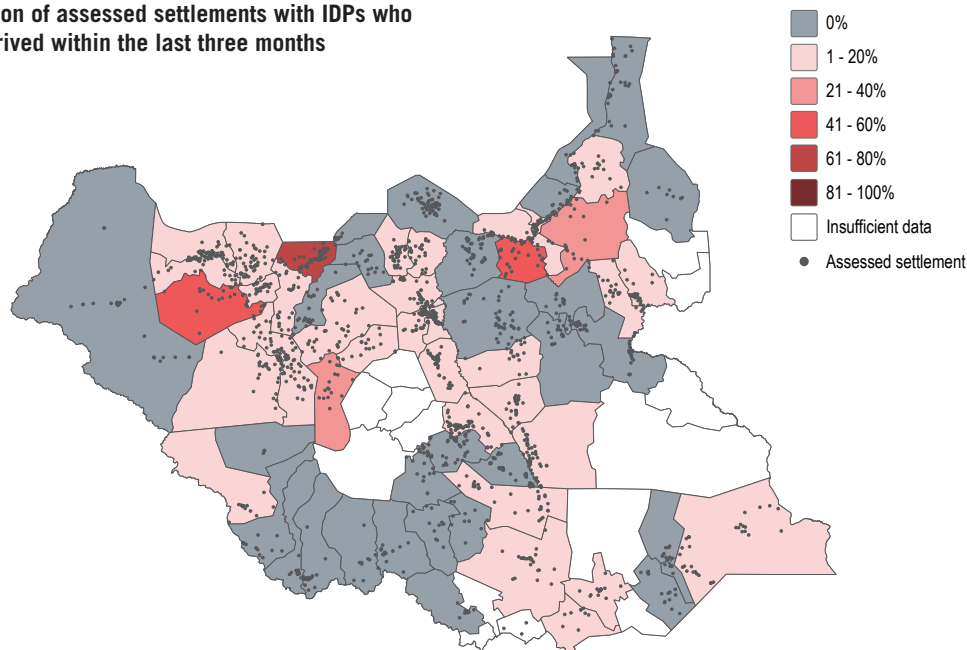 ion of assessed settlements with IDPs who
rived within the last three months
0%
1 - 20%
21 - 40%
41 - 60%
61 - 80%
81 - 100%
Insufficient data
Assessed settlement